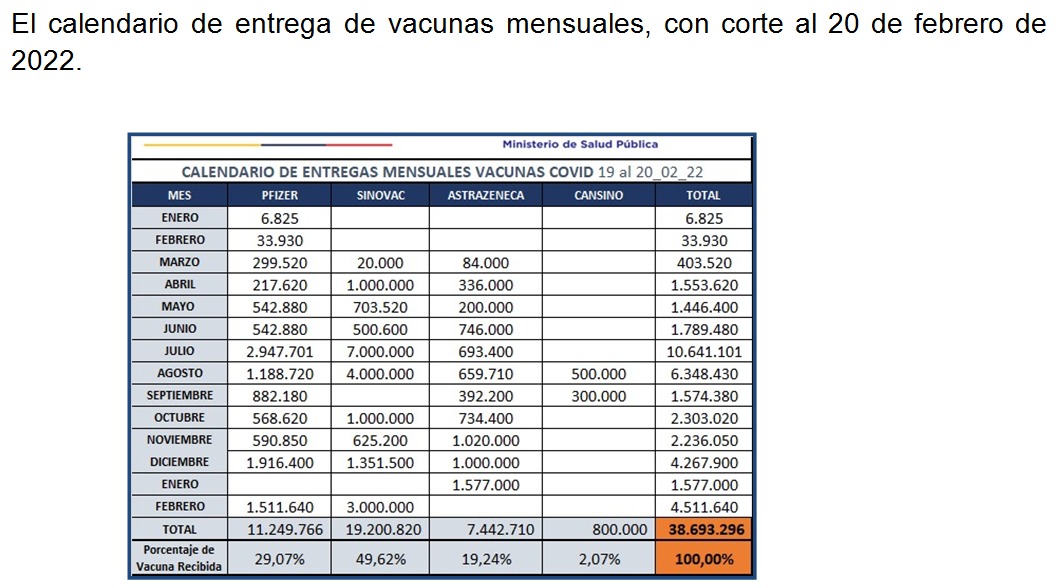 El calendario de entrega de vacunas mensuales, con corte al 20 de febrero de
2022.
Ministerio de Salud Pública
CALENDARIO DE ENTREGAS MENSUALES VACUNAS COVID 19 al 20_02_22
MES PFIZER SINOVAC ASTRAZENECA CANSINO TOTAL
ENERO 6.825 6.825
FEBRERO 33.930 33.930
MARZO 299.520 20.000 84.000 403.520
ABRIL 217.620 1.000.000 336.000 1.553.620
MAYO 542.880 703.520 200.000 1.446.400
JUNIO 542.880 500.600 746.000 1.789.480
JULIO 2.947.701 7.000.000 693.400 10.641.101
AGOSTO 1.188.720 4.000.000 659.710 500.000 6.348.430
SEPTIEMBRE 882.180 392.200 300.000 1.574.380
OCTUBRE 568.620 1.000.000 734.400 2.303.020
NOVIEMBRE 590.850 625.200 1.020.000 2.236.050
DICIEMBRE 1.916.400 1.351.500 1.000.000 4.267.900
ENERO 1.577.000 1.577.000
FEBRERO 1.511.640 3.000.000 4.511.640
TOTAL 11.249.766 19.200.820 7.442.710 800.000 38.693.296
Porcentaje de
Vacuna Recibida 29,07% 49,62% 19,24% 2,07% 100,00%